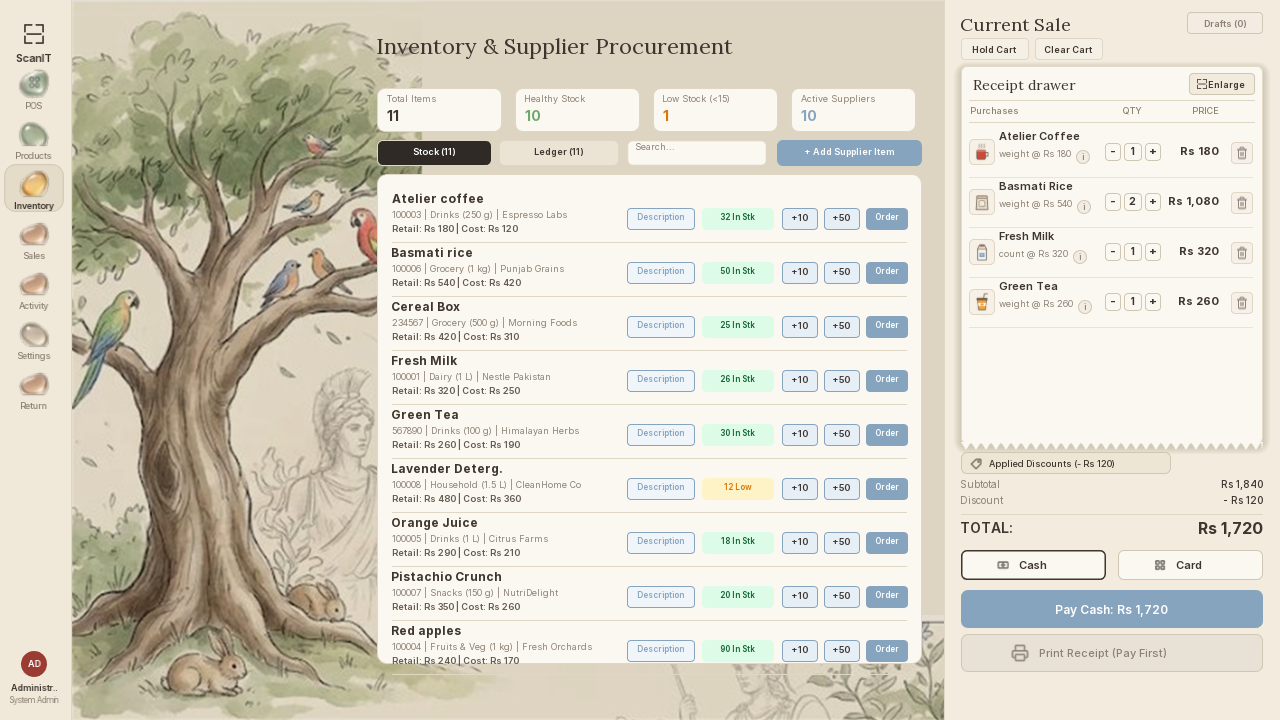 ScanIT
POS
Products
Inventory
Sales
Activity
Settings
Return
AD
Administr..
System Admin
Inventory & Supplier Procurement
Total Items
11
Healthy Stock
10
Low Stock (<15)
1
Active Suppliers
10
Stock (11)
Ledger (11)
Search...
+ Add Supplier Item
Atelier coffee
100003 | Drinks (250 g) | Espresso Labs
Retail: Rs 180 | Cost: Rs 120
Description
32 In Stk
+10
+50
Order
Basmati rice
100006 | Grocery (1 kg) | Punjab Grains
Retail: Rs 540 | Cost: Rs 420
Description
50 In Stk
+10
+50
Order
Cereal Box
234567 | Grocery (500 g) | Morning Foods
Retail: Rs 420 | Cost: Rs 310
Description
25 In Stk
+10
+50
Order
Fresh Milk
100001 | Dairy (1 L) | Nestle Pakistan
Retail: Rs 320 | Cost: Rs 250
Description
26 In Stk
+10
+50
Order
Green Tea
567890 | Drinks (100 g) | Himalayan Herbs
Retail: Rs 260 | Cost: Rs 190
Description
30 In Stk
+10
+50
Order
Lavender Deterg.
100008 | Household (1.5 L) | CleanHome Co
Retail: Rs 480 | Cost: Rs 360
Description
12 Low
+10
+50
Order
Orange Juice
100005 | Drinks (1 L) | Citrus Farms
Retail: Rs 290 | Cost: Rs 210
Description
18 In Stk
+10
+50
Order
Pistachio Crunch
100007 | Snacks (150 g) | NutriDelight
Retail: Rs 350 | Cost: Rs 260
Description
20 In Stk
+10
+50
Order
Red apples
100004 | Fruits & Veg (1 kg) | Fresh Orchards
Retail: Rs 240 | Cost: Rs 170
Description
90 In Stk
+10
+50
Order
Current Sale
Drafts (0)
Hold Cart
Clear Cart
Receipt drawer
Enlarge
Purchases QTY PRICE
Atelier Coffee
weight @ Rs 180 i
- 1 +
Rs 180
Basmati Rice
weight @ Rs 540 i
- 2 +
Rs 1,080
Fresh Milk
count @ Rs 320 i
- 1 +
Rs 320
Green Tea
weight @ Rs 260 i
- 1 +
Rs 260
Applied Discounts (- Rs 120)
Subtotal Rs 1,840
Discount - Rs 120
TOTAL: Rs 1,720
Cash
Card
Pay Cash: Rs 1,720
Print Receipt (Pay First)